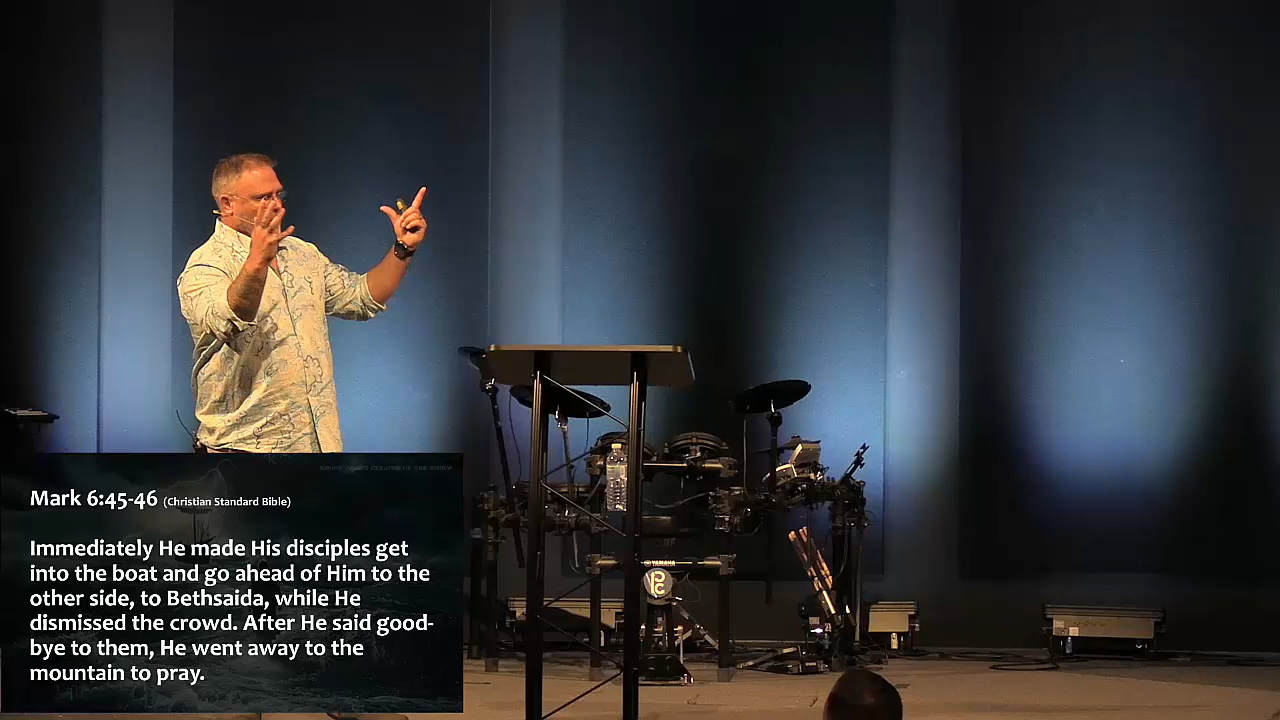 Mark 6:45-46 (Christian Standard Bible)
Immediately He made His disciples get
into the boat and go ahead of Him to the
other side, to Bethsaida, while He
dismissed the crowd. After He said good-
bye to them, He went away to the
mountain to pray.
YAMAHA